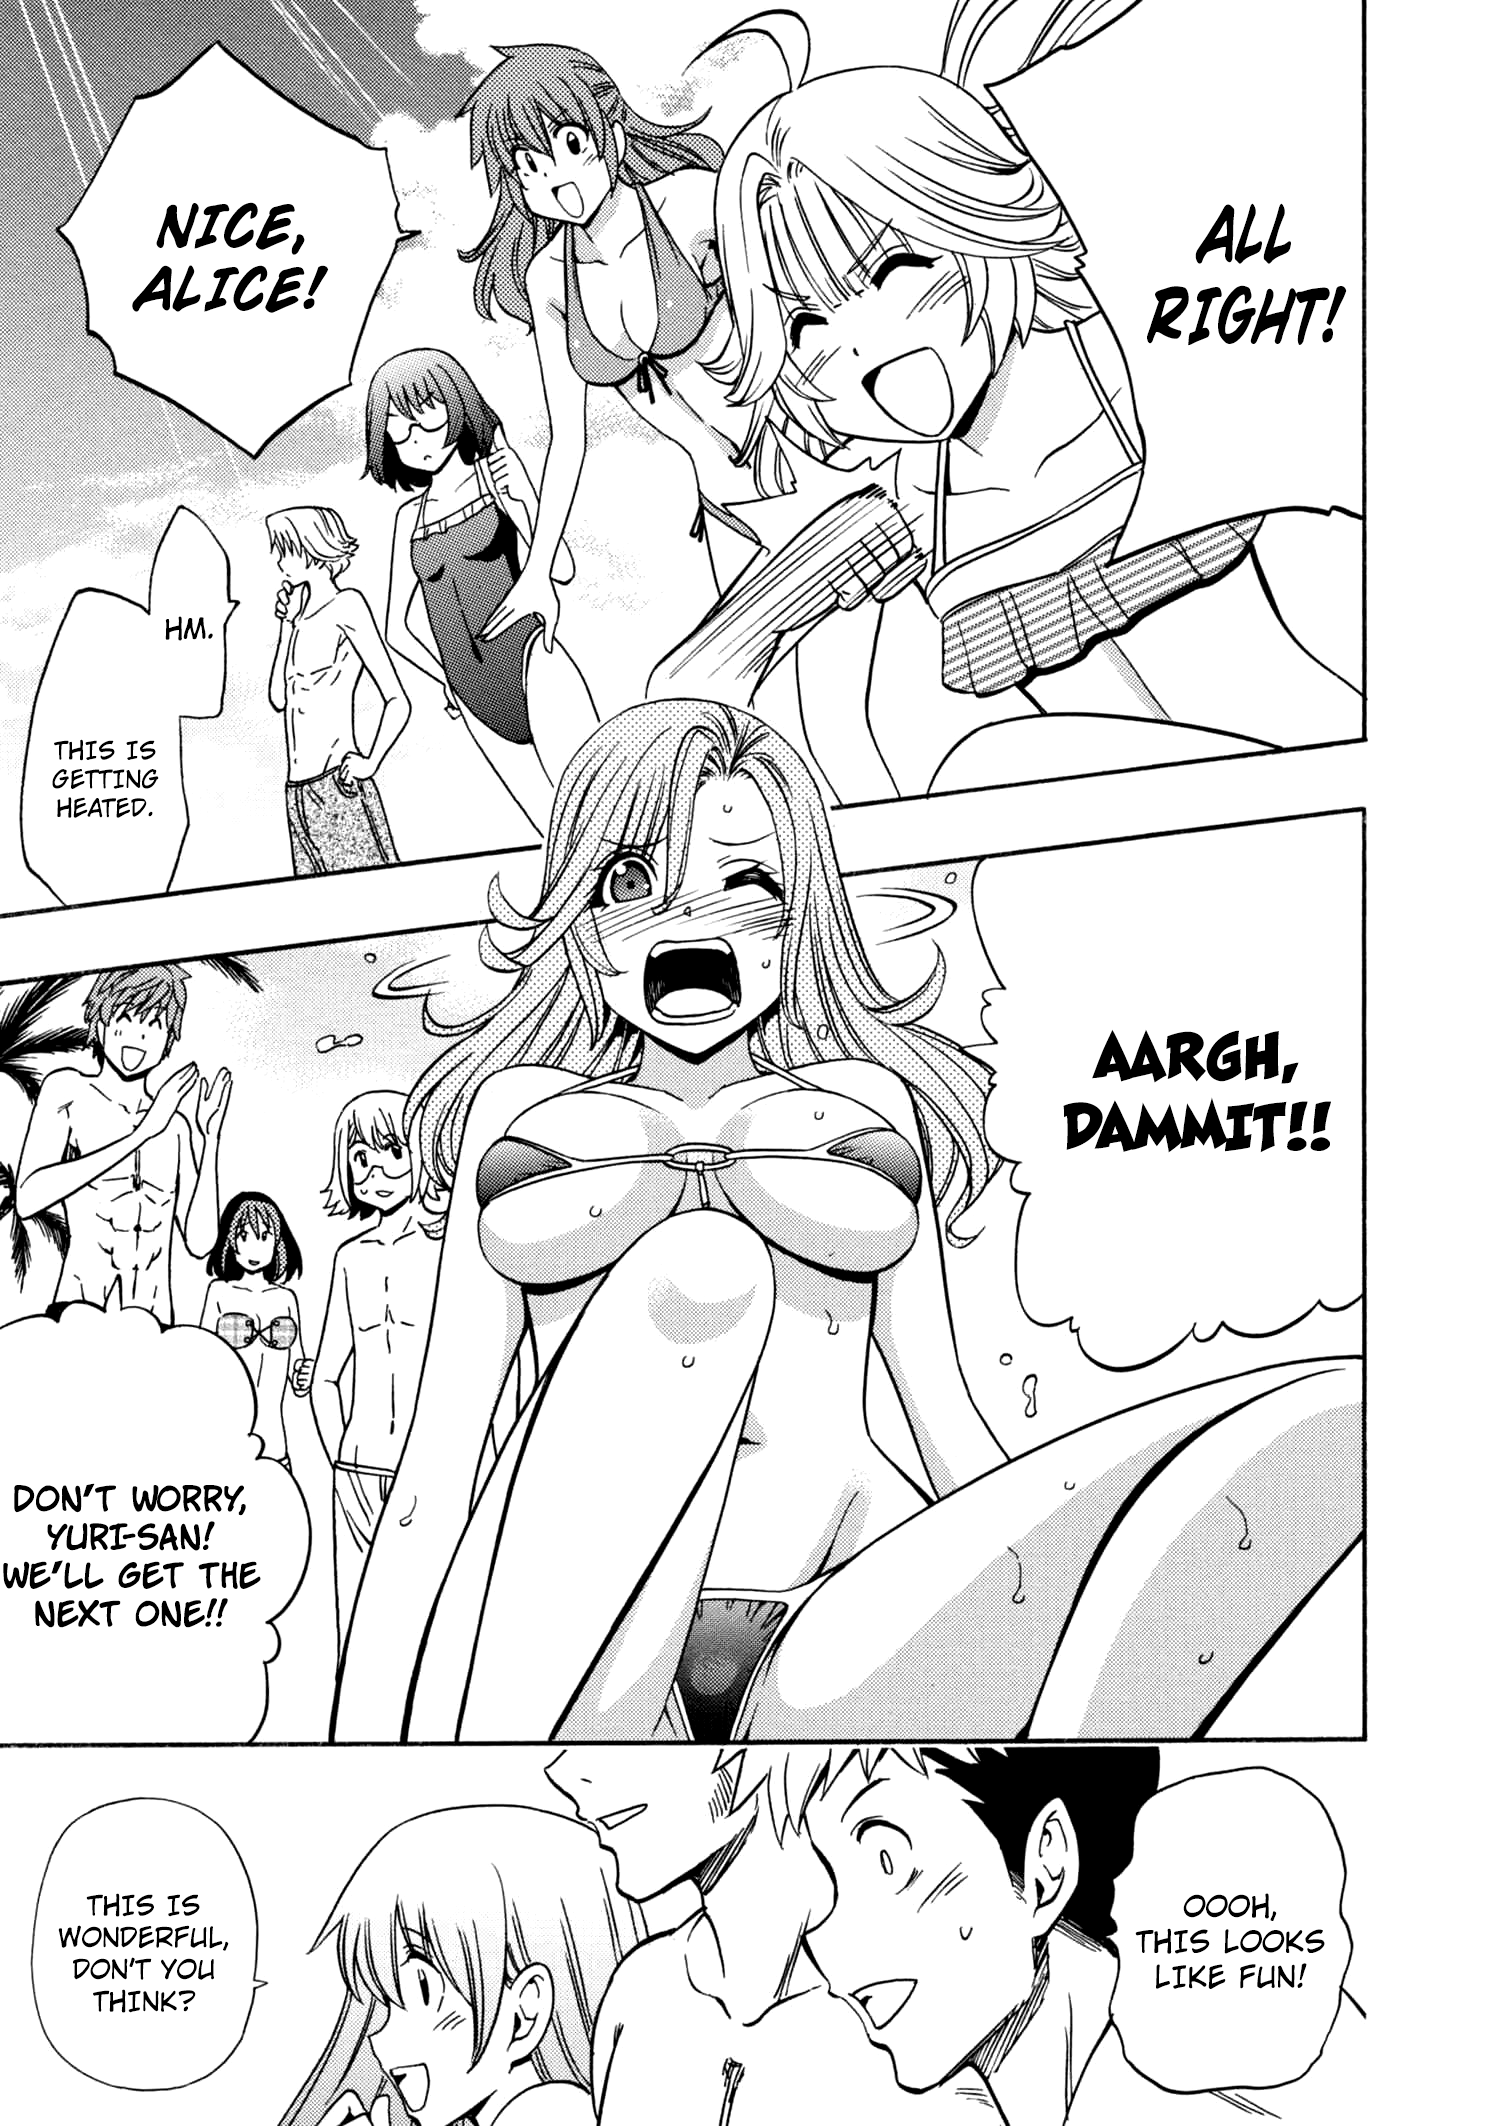 ALL
RIGHT!
NICE,
ALICE!
HM.
THIS IS
GETTING
HEATED.
AARGH,
DAMMIT!!
DON'T WORRY,
YURI-SAN!
WE'LL GET THE
NEXT ONE!!
OOOH,
THIS LOOKS
LIKE FUN!
THIS IS
WONDERFUL,
DON'T YOU
THINK?